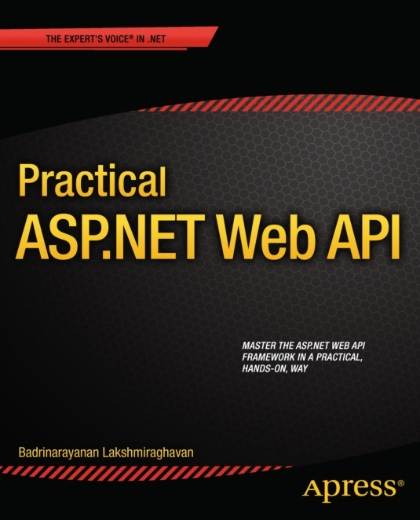 THE EXPERT'S VOICE® IN .NET
Practical
ASP.NET Web API
MASTER THE ASP.NET WEB API
FRAMEWORK IN A PRACTICAL,
HANDS-ON, WAY
Badrinarayanan Lakshmiraghavan
Apress®